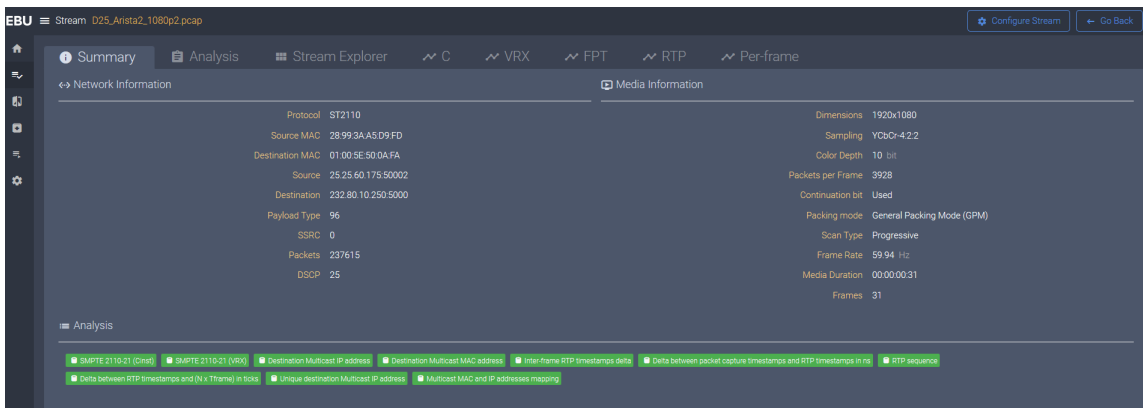 EBU Stream D25_Arista2_1080p2.pcap Configure Stream ← Go Back
Summary Analysis Stream Explorer C VRX FPT RTP Per-frame
Network Information
Protocol ST2110
Source MAC 28:99:3A:A5:D9:FD
Destination MAC 01:00:5E:50:0A:FA
Source 25.25.60.175:50002
Destination 232.80.10.250:5000
Payload Type 96
SSRC 0
Packets 237615
DSCP 25
Media Information
Dimensions 1920x1080
Sampling YCbCr-4:2:2
Color Depth 10 bit
Packets per Frame 3928
Continuation bit Used
Packing mode General Packing Mode (GPM)
Scan Type Progressive
Frame Rate 59.94 Hz
Media Duration 00:00:00:31
Frames 31
Analysis
SMPTE 2110-21 (Cinst) SMPTE 2110-21 (VRX) Destination Multicast IP address Destination Multicast MAC address Inter-frame RTP timestamps delta Delta between packet capture timestamps and RTP timestamps in ns RTP sequence
Delta between RTP timestamps and (N x Tframe) in ticks Unique destination Multicast IP address Multicast MAC and IP addresses mapping